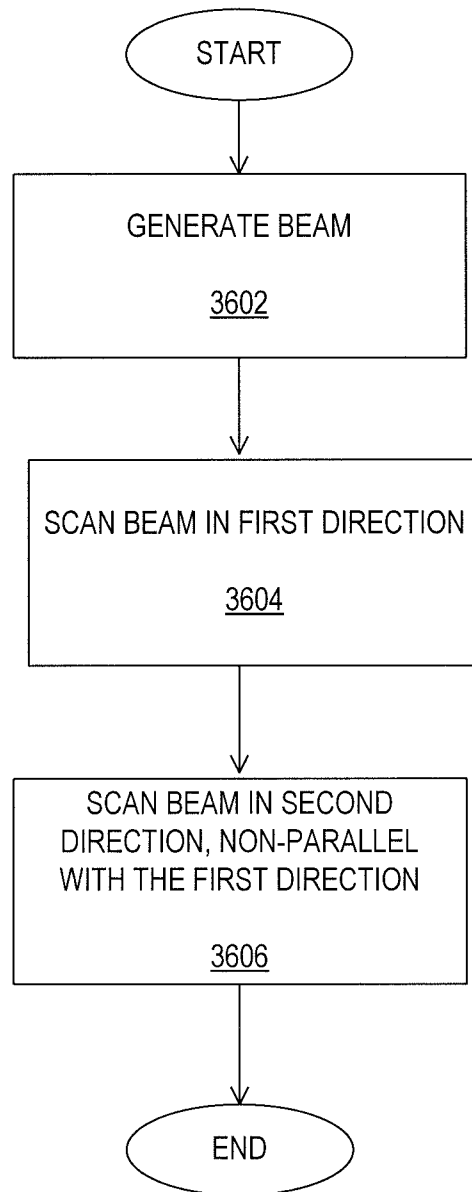 START
GENERATE BEAM
3602
SCAN BEAM IN FIRST DIRECTION
3604
SCAN BEAM IN SECOND
DIRECTION, NON-PARALLEL
WITH THE FIRST DIRECTION
3606
END